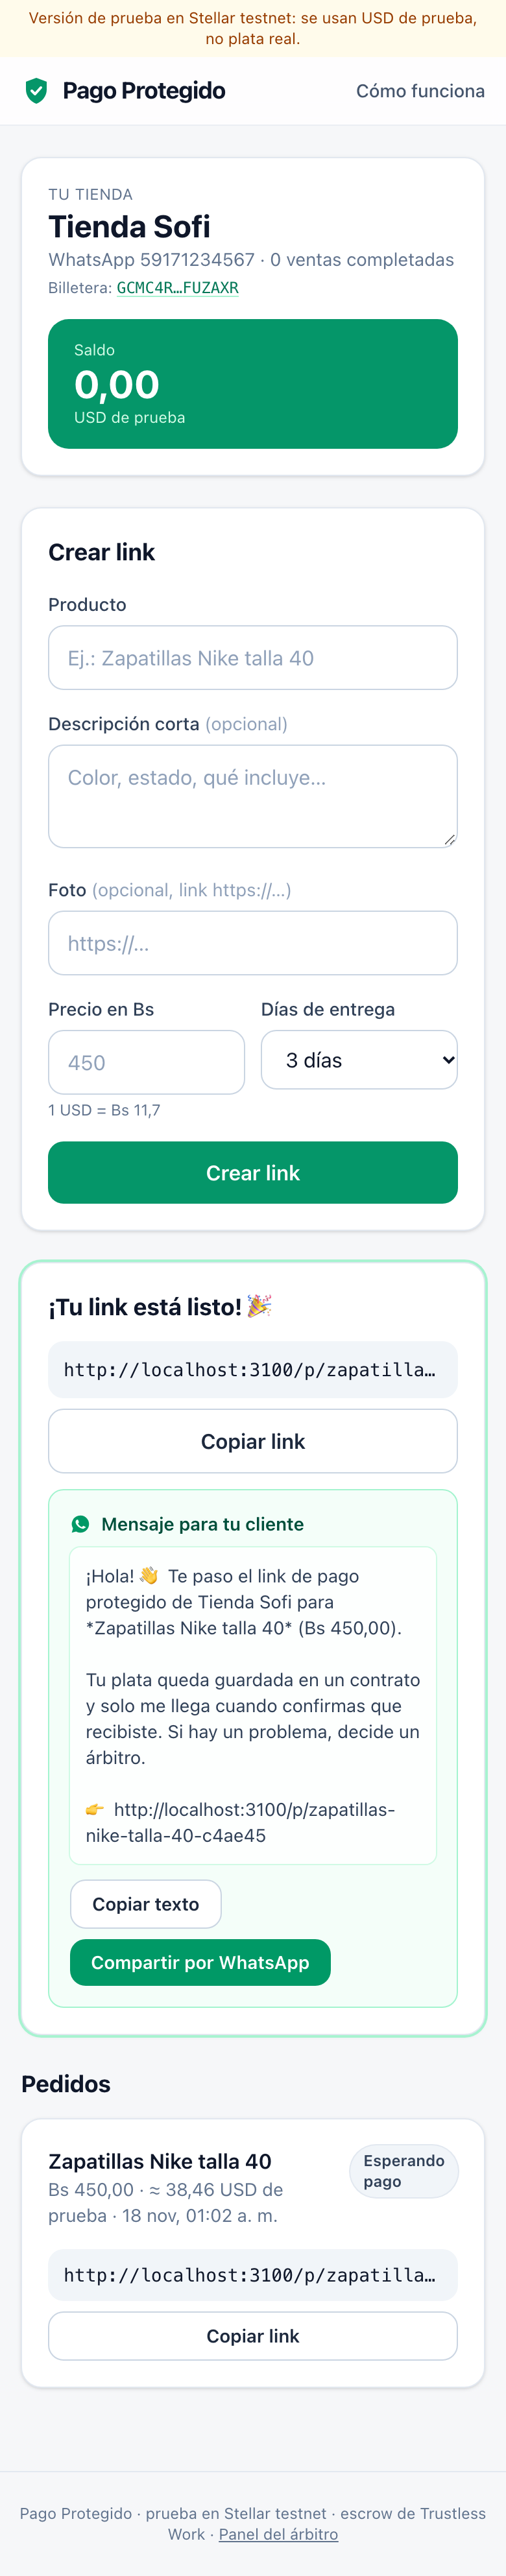 Versión de prueba en Stellar testnet: se usan USD de prueba,
no plata real.
Pago Protegido
Cómo funciona
TU TIENDA
Tienda Sofi
WhatsApp 59171234567 · 0 ventas completadas
Billetera: GCMC4R…FUZAXR
Saldo
0,00
USD de prueba
Crear link
Producto
Ej.: Zapatillas Nike talla 40
Descripción corta (opcional)
Color, estado, qué incluye…
Foto (opcional, link https://…)
https://…
Precio en Bs
Días de entrega
450
3 días
1 USD = Bs 11,7
Crear link
¡Tu link está listo! 🎉
http://localhost:3100/p/zapatilla…
Copiar link
Mensaje para tu cliente
¡Hola! 👋 Te paso el link de pago
protegido de Tienda Sofi para
*Zapatillas Nike talla 40* (Bs 450,00).
Tu plata queda guardada en un contrato
y solo me llega cuando confirmas que
recibiste. Si hay un problema, decide un
árbitro.
👉 http://localhost:3100/p/zapatillas-
nike-talla-40-c4ae45
Copiar texto
Compartir por WhatsApp
Pedidos
Zapatillas Nike talla 40
Esperando
pago
Bs 450,00 · ≈ 38,46 USD de
prueba · 18 nov, 01:02 a. m.
http://localhost:3100/p/zapatilla…
Copiar link
Pago Protegido · prueba en Stellar testnet · escrow de Trustless
Work · Panel del árbitro